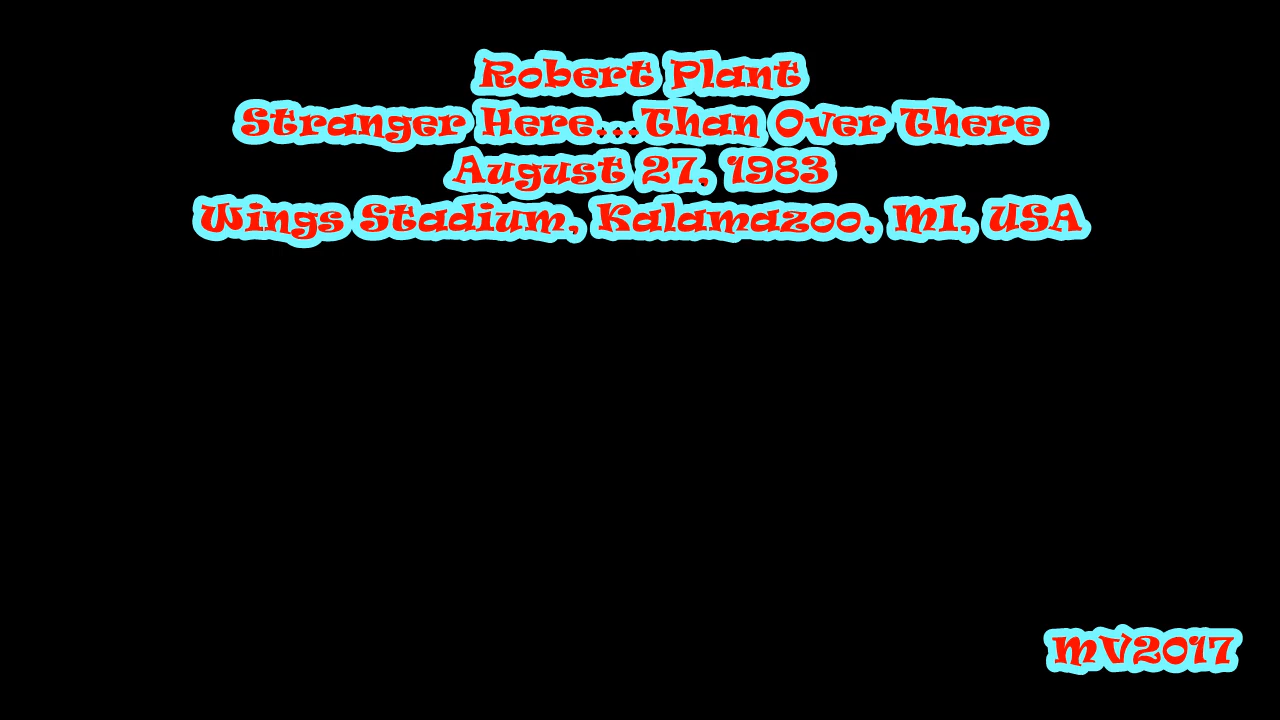 Robert Plant
Stranger Here...Than Over There
August 27, 1983
Wings Stadium, Kalamazoo, MI, USA
MV2017